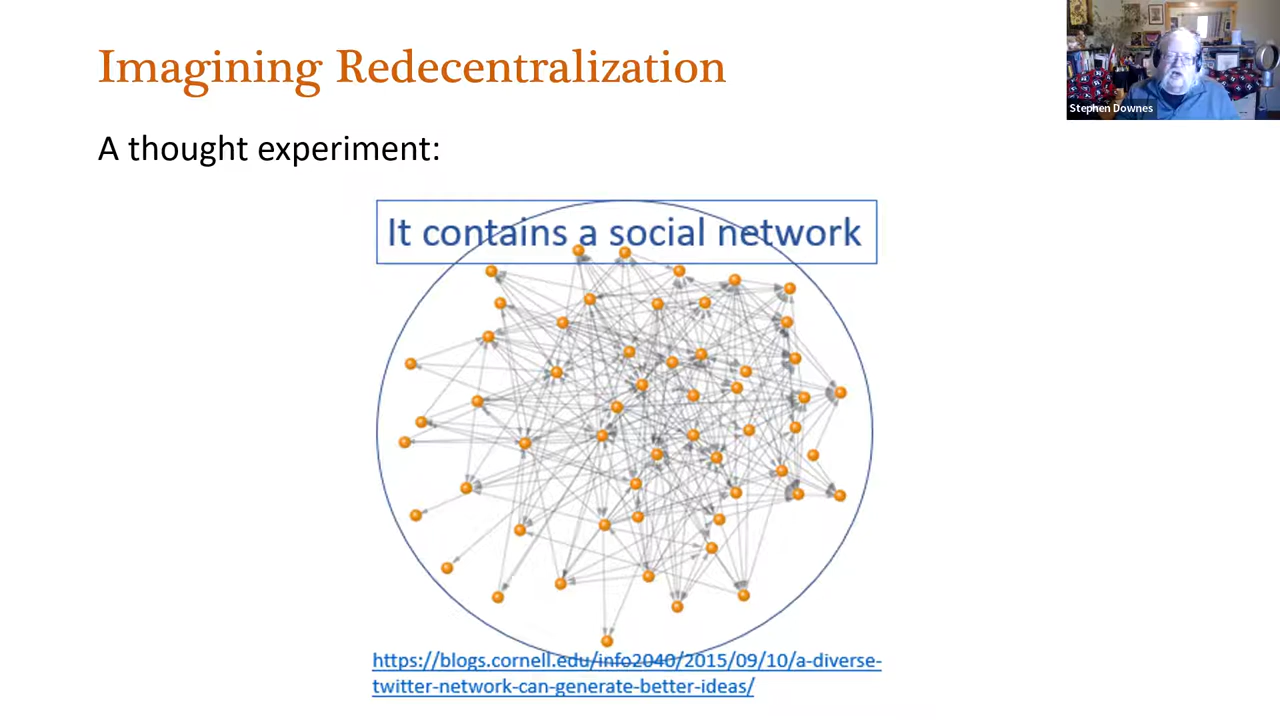 Imagining Redecentralization
Stephen Downes
A thought experiment:
It contains a social network
https://blogs.cornell.edu/info2040/2015/09/10/a-diverse-
twitter-network-can-generate-better-ideas/